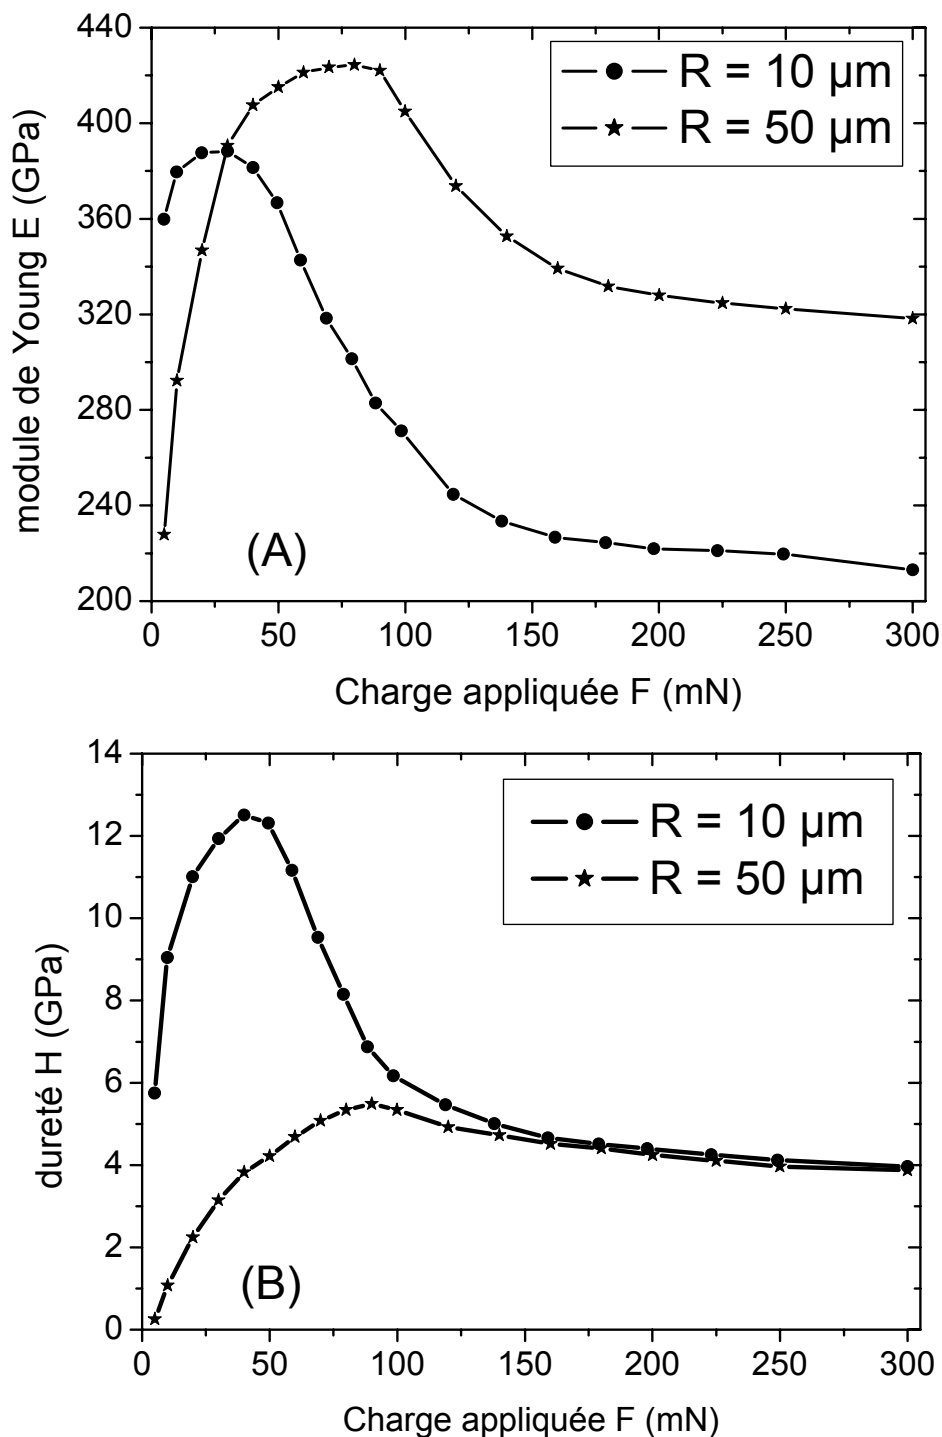 440
400
360
320
280
240
200
module de Young E (GPa)
R = 10 µm
R = 50 µm
(A)
0 50 100 150 200 250 300
Charge appliquée F (mN)
14
12
10
8
6
4
2
0
dureté H (GPa)
R = 10 µm
R = 50 µm
(B)
0 50 100 150 200 250 300
Charge appliquée F (mN)